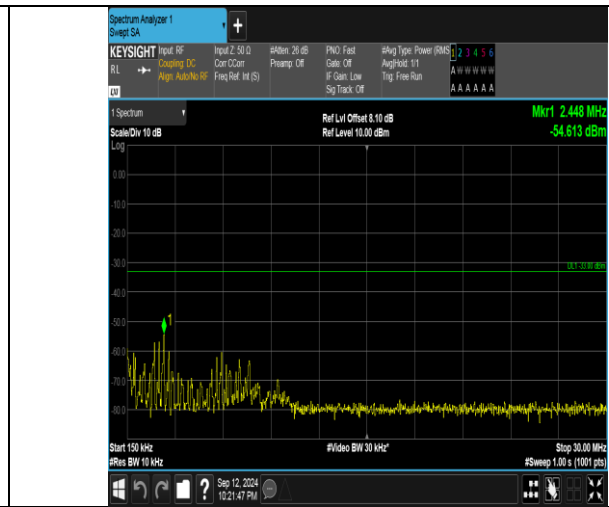 Spectrum Analyzer 1
Swept SA
+
KEYSIGHT Input: RF Input Z: 50 Ω #Atten: 26 dB PNO: Fast #Avg Type: Power (RMS 1 2 3 4 5 6
RL Coupling: DC Corr CCorr Preamp: Off Gate: Off Avg|Hold: 1/1 A W W W W W
Align: Auto/No RF Freq Ref: Int (S) IF Gain: Low Trig: Free Run A A A A A A
Sig Track: Off
LXI
1 Spectrum Ref Lvl Offset 8.10 dB Mkr1 2.448 MHz
Scale/Div 10 dB Ref Level 10.00 dBm -54.613 dBm
Log
0.00
-10.0
-20.0
-30.0 DL1 -33.00 dBm
-40.0
1
-50.0
-60.0
-70.0
-80.0
Start 150 kHz #Video BW 30 kHz* Stop 30.00 MHz
#Res BW 10 kHz #Sweep 1.00 s (1001 pts)
? Sep 12, 2024
10:21:47 PM